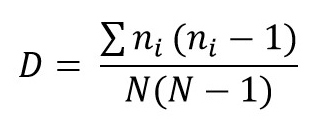 D = ∑ nᵢ (nᵢ − 1) / N(N − 1)